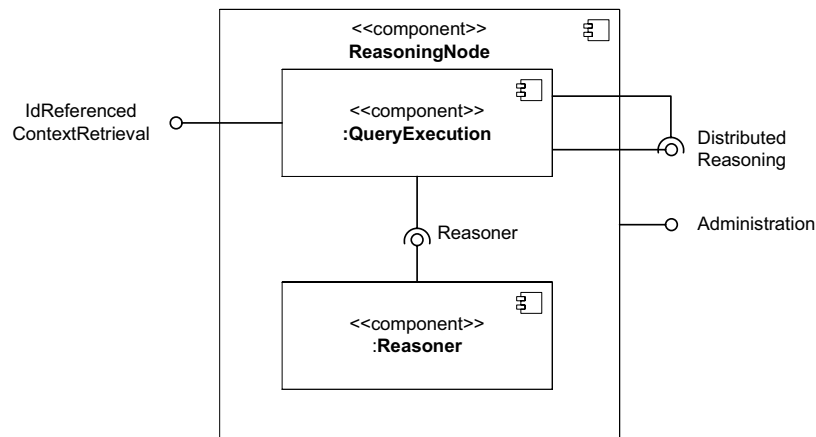 <<component>>
ReasoningNode
<<component>>
:QueryExecution
IdReferenced
ContextRetrieval
Distributed
Reasoning
Administration
Reasoner
<<component>>
:Reasoner